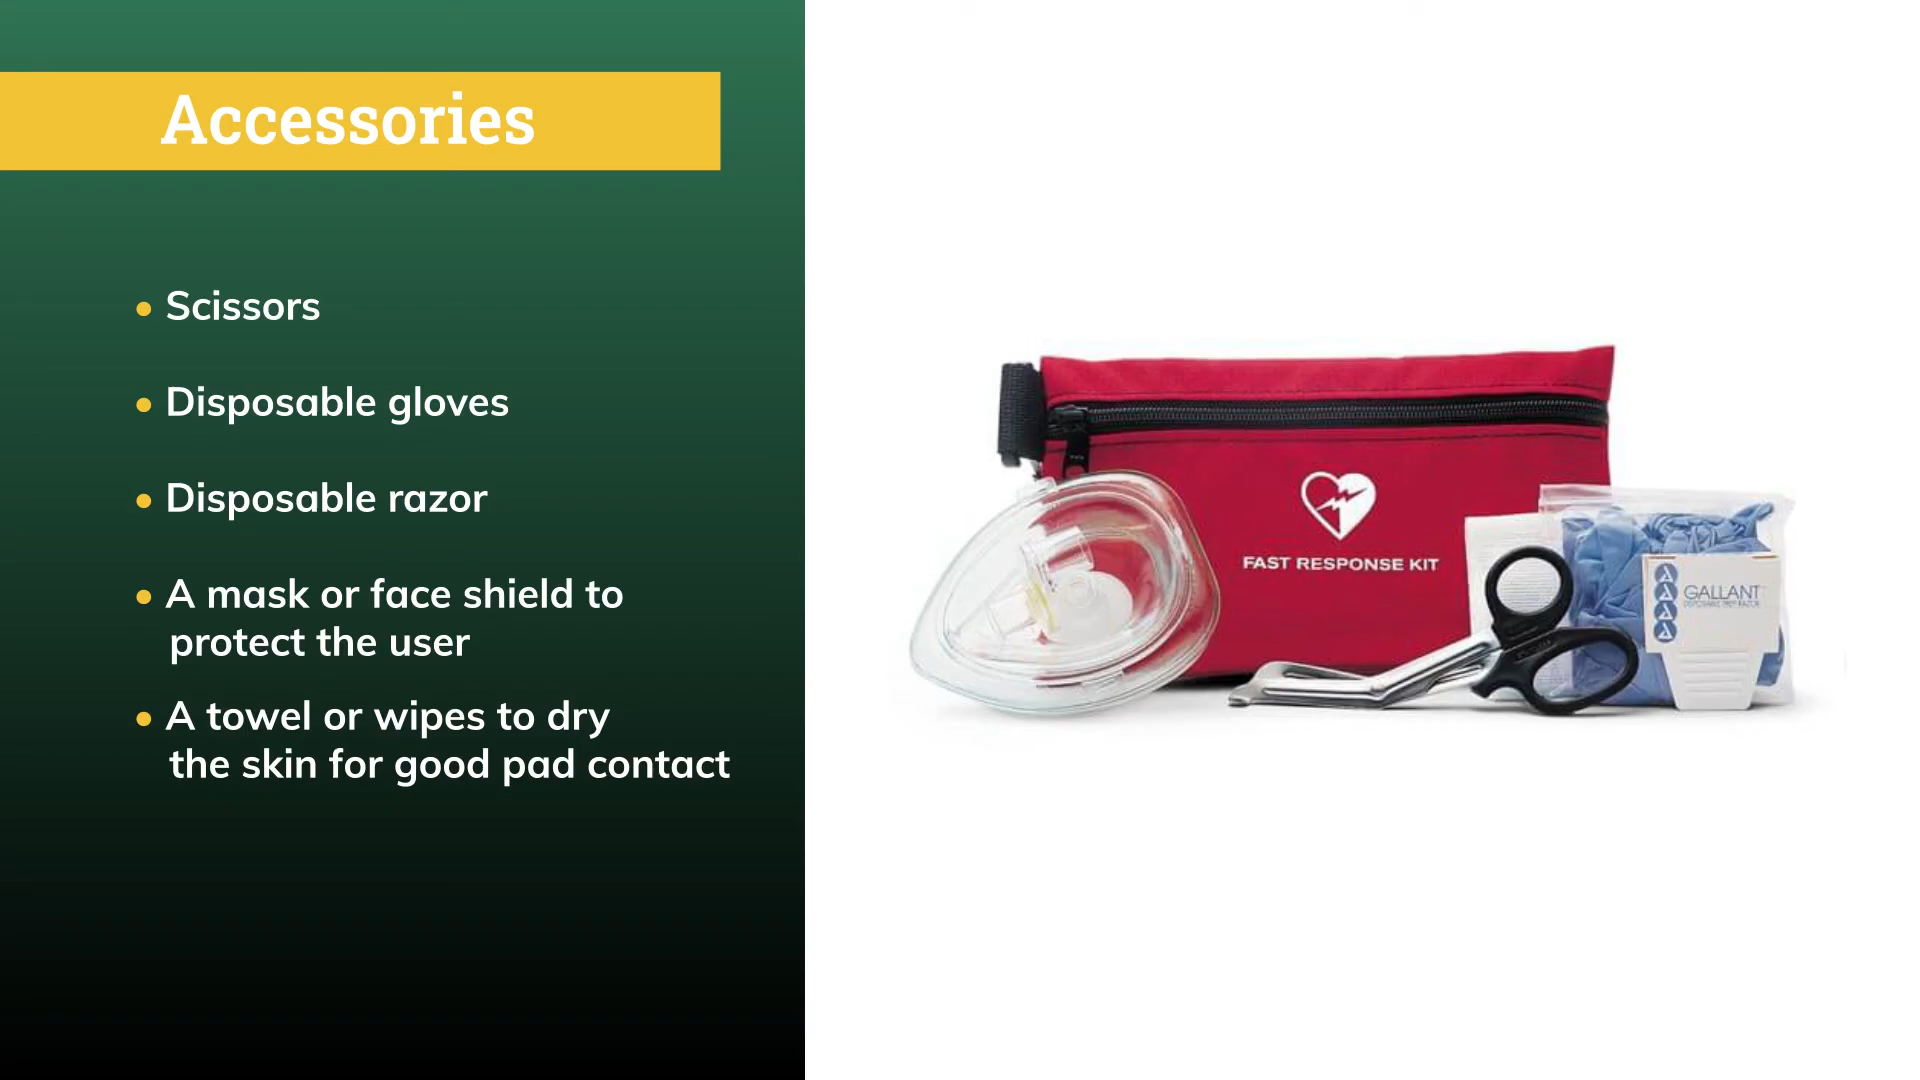 Accessories
• Scissors
• Disposable gloves
• Disposable razor
• A mask or face shield to
protect the user
• A towel or wipes to dry
the skin for good pad contact
FAST RESPONSE KIT
GALLANT